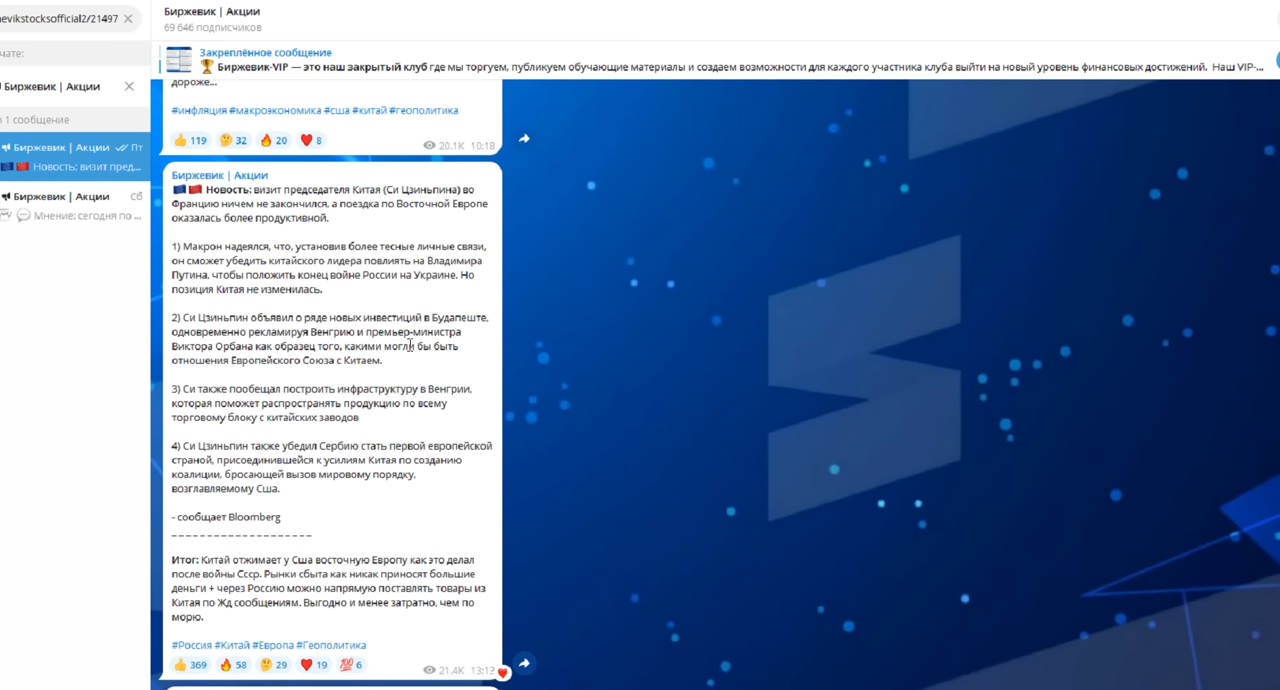 evikstocksofficial2/21497
чате:
Биржевик | Акции
1 сообщение
Биржевик | Акции Пт
Новость: визит пред...
Биржевик | Акции Сб
Мнение: сегодня по ...
Биржевик | Акции
69 646 подписчиков
Закреплённое сообщение
Биржевик-VIP — это наш закрытый клуб где мы торгуем, публикуем обучающие материалы и создаем возможности для каждого участника клуба выйти на новый уровень финансовых достижений. Наш VIP-...
дороже...
#инфляция #макроэкономика #сша #китай #геополитика
119 32 20 8 20.1K 10:18
Биржевик | Акции
Новость: визит председателя Китая (Си Цзиньпина) во
Францию ничем не закончился, а поездка по Восточной Европе
оказалась более продуктивной.
1) Макрон надеялся, что, установив более тесные личные связи,
он сможет убедить китайского лидера повлиять на Владимира
Путина, чтобы положить конец войне России на Украине. Но
позиция Китая не изменилась.
2) Си Цзиньпин объявил о ряде новых инвестиций в Будапеште,
одновременно рекламируя Венгрию и премьер-министра
Виктора Орбана как образец того, какими могли бы быть
отношения Европейского Союза с Китаем.
3) Си также пообещал построить инфраструктуру в Венгрии,
которая поможет распространять продукцию по всему
торговому блоку с китайских заводов
4) Си Цзиньпин также убедил Сербию стать первой европейской
страной, присоединившейся к усилиям Китая по созданию
коалиции, бросающей вызов мировому порядку,
возглавляемому Сша.
- сообщает Bloomberg
_ _ _ _ _ _ _ _ _ _ _ _ _ _ _ _ _ _ _ _
Итог: Китай отжимает у Сша восточную Европу как это делал
после войны Ссср. Рынки сбыта как никак приносят большие
деньги + через Россию можно напрямую поставлять товары из
Китая по Жд сообщениям. Выгодно и менее затратно, чем по
морю.
#Россия #Китай #Европа #Геополитика
369 58 29 19 100 6 21.4K 13:13